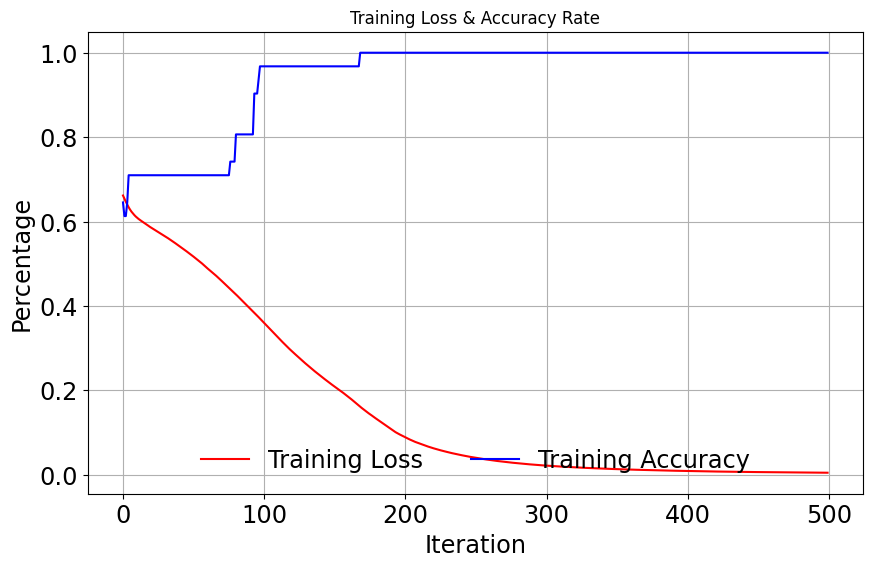 Training Loss & Accuracy Rate
1.0
0.8
0.6
0.4
0.2
0.0
Percentage
Training Loss
Training Accuracy
0 100 200 300 400 500
Iteration